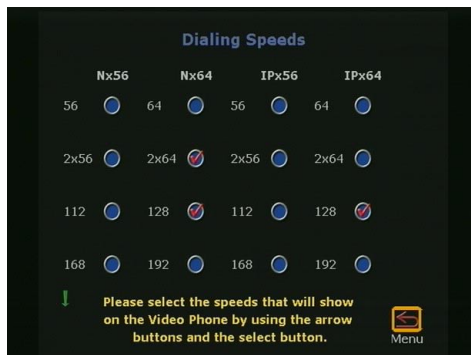 Dialing Speeds
Nx56 Nx64 IPx56 IPx64
56 64 56 64
2x56 2x64 2x56 2x64
112 128 112 128
168 192 168 192
! Please select the speeds that will show
on the Video Phone by using the arrow
buttons and the select button.
Menu